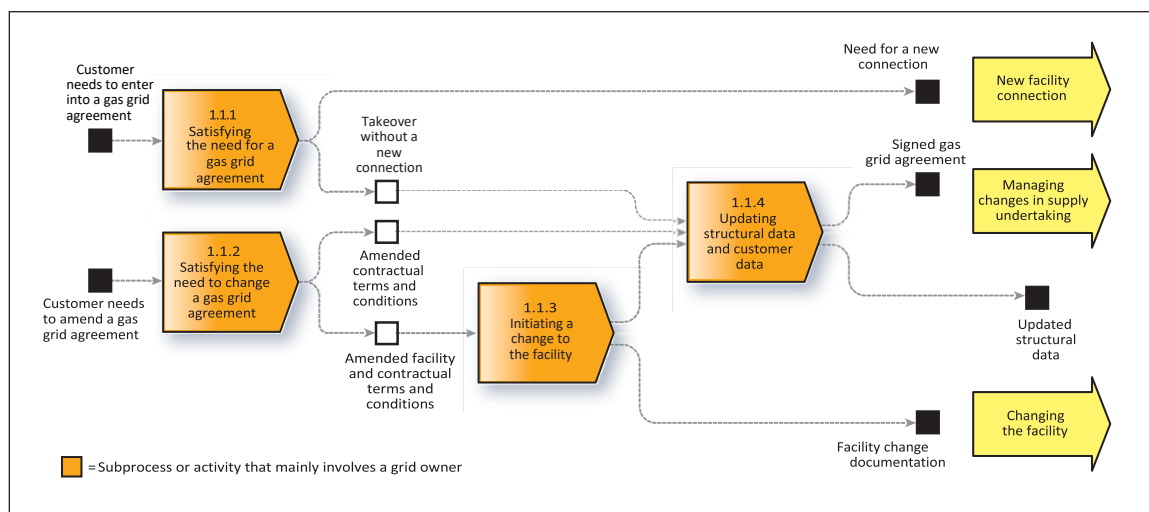 Customer
needs to enter
into a gas grid
agreement
1.1.1
Satisfying
the need for a
gas grid
agreement
Takeover
without a
new
connection
Need for a new
connection
New facility
connection
Signed gas
grid agreement
Managing
changes in supply
undertaking
1.1.4
Updating
structural data
and customer
data
1.1.2
Satisfying the
need to change
a gas grid
agreement
Customer needs
to amend a gas
grid agreement
Amended
contractual
terms and
conditions
1.1.3
Initiating a
change to
the facility
Amended facility
and contractual
terms and
conditions
Updated
structural
data
Changing
the facility
Facility change
documentation
= Subprocess or activity that mainly involves a grid owner